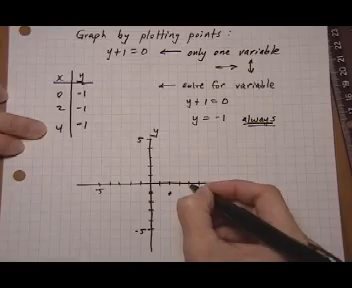 Graph by plotting points:
y+1=0 ← only one variable
← solve for variable
y+1=0
y = -1 always
x y
0 -1
2 -1
4 -1
y
5
5
-5